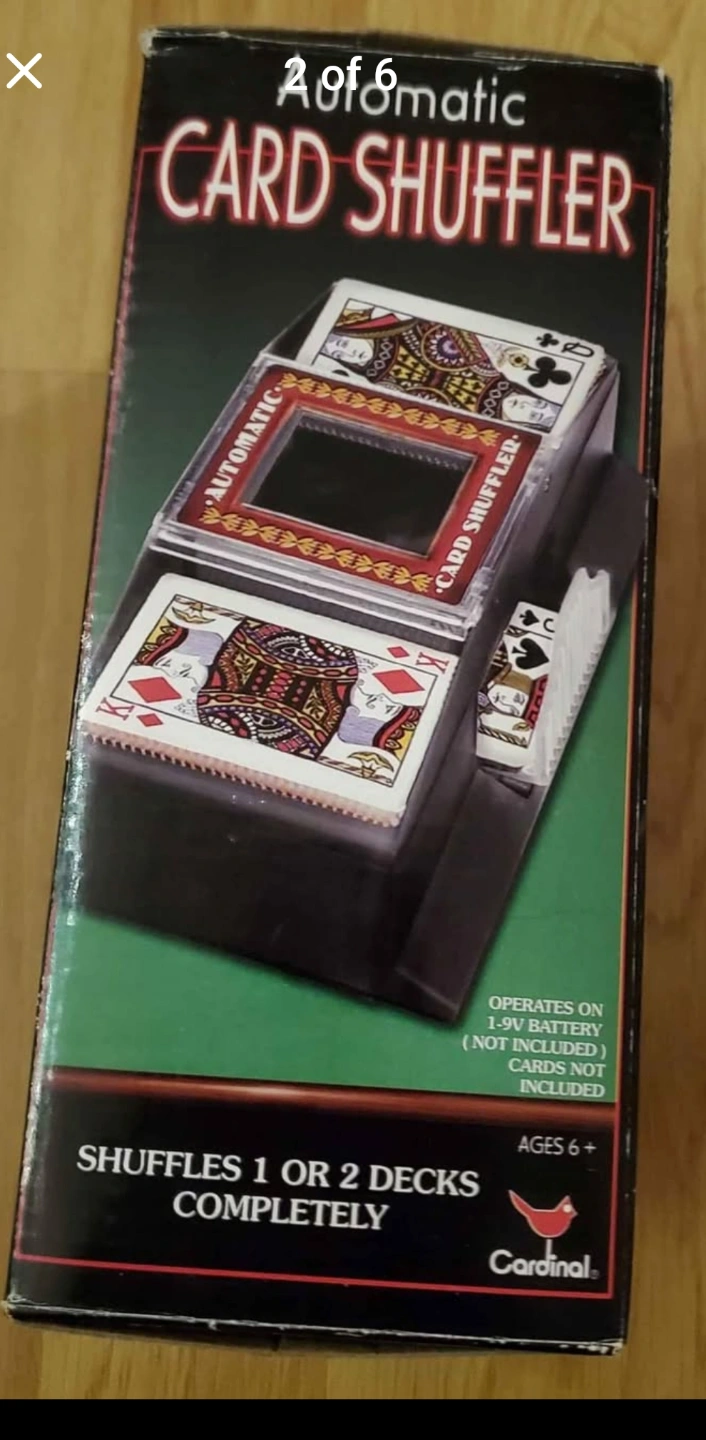 2 of 6
Automatic
CARD SHUFFLER
Q
·AUTOMATIC·
·CARD SHUFFLER·
K
K
OPERATES ON
1-9V BATTERY
( NOT INCLUDED )
CARDS NOT
INCLUDED
AGES 6 +
SHUFFLES 1 OR 2 DECKS
COMPLETELY
Cardinal®